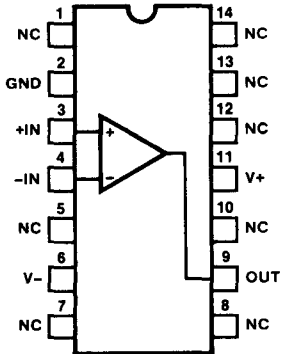 1 14
NC NC
2 13
GND NC
3 12
+IN + NC
4 11
-IN - V+
5 10
NC NC
6 9
V- OUT
7 8
NC NC